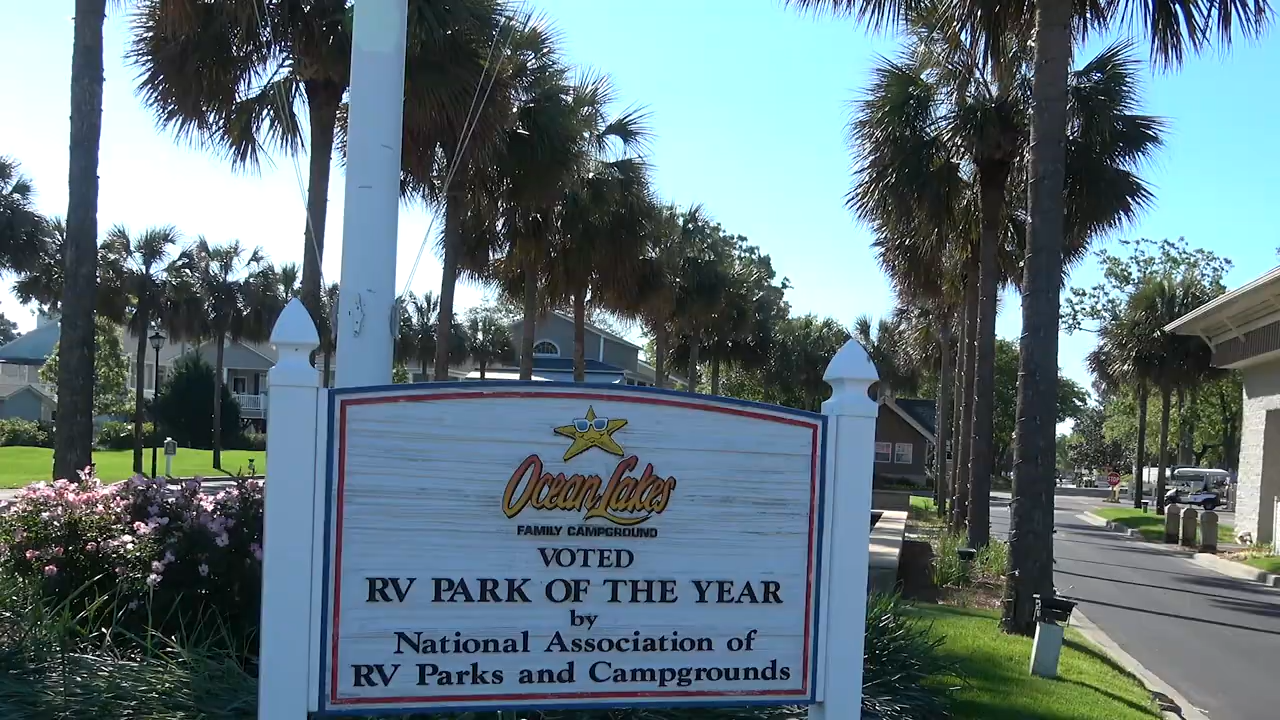 Ocean Lakes
FAMILY CAMPGROUND
VOTED
RV PARK OF THE YEAR
by
National Association of
RV Parks and Campgrounds